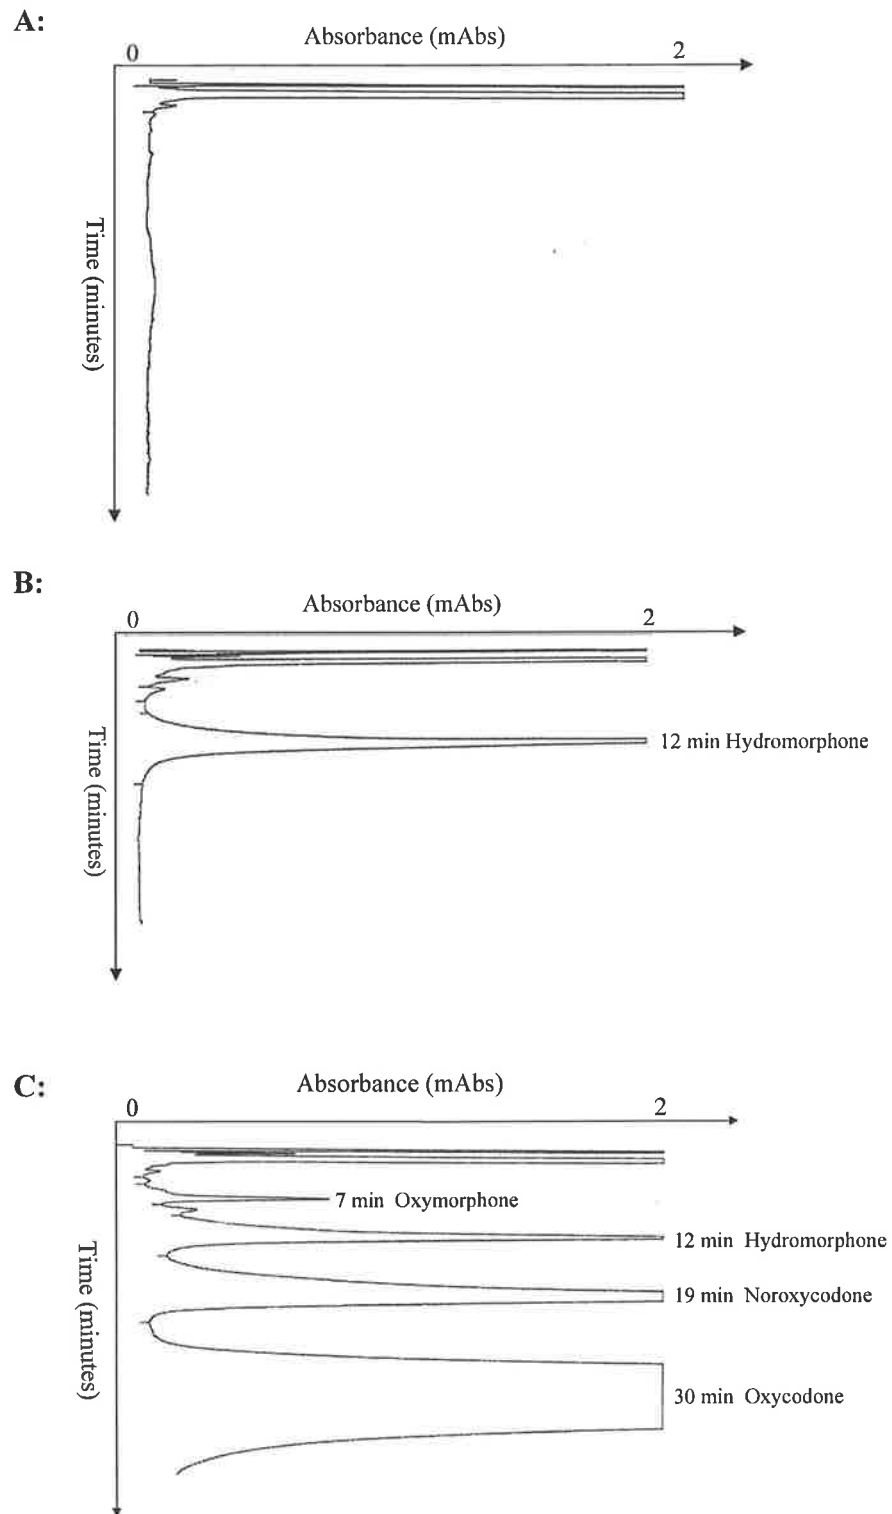 A:
Absorbance (mAbs)
0 2
Time (minutes)
B:
Absorbance (mAbs)
0 2
Time (minutes)
12 min Hydromorphone
C:
Absorbance (mAbs)
0 2
Time (minutes)
7 min Oxymorphone
12 min Hydromorphone
19 min Noroxycodone
30 min Oxycodone